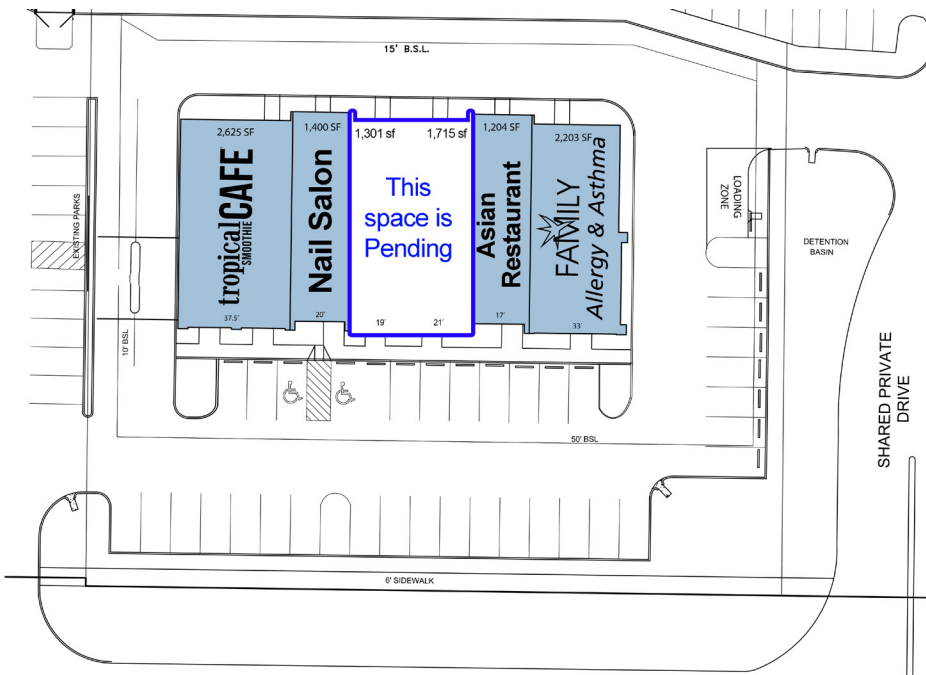 15' B.S.L.
2,625 SF
1,400 SF
1,301 sf
1,715 sf
1,204 SF
2,203 SF
tropical CAFE
SMOOTHIE
Nail Salon
This
space is
Pending
Asian
Restaurant
FAMILY
Allergy & Asthma
37.5'
20'
19'
21'
17'
33'
EXISTING PARKS
10' BSL
LOADING
ZONE
DETENTION
BASIN
SHARED PRIVATE
DRIVE
50' BSL
6' SIDEWALK